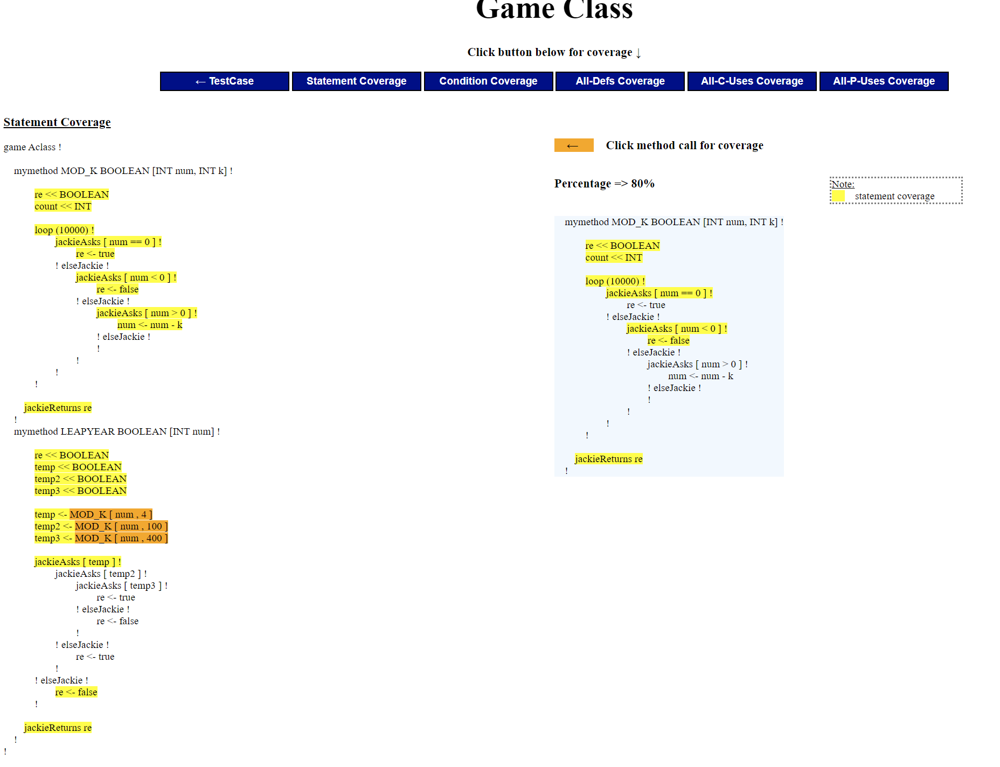 Game Class
Click button below for coverage ↓
← TestCase
Statement Coverage
Condition Coverage
All-Defs Coverage
All-C-Uses Coverage
All-P-Uses Coverage
Statement Coverage
game Aclass !
mymethod MOD_K BOOLEAN [INT num, INT k] !
re << BOOLEAN
count << INT
loop (10000) !
jackieAsks [ num == 0 ] !
re <- true
! elseJackie !
jackieAsks [ num < 0 ] !
re <- false
! elseJackie !
jackieAsks [ num > 0 ] !
num <- num - k
! elseJackie !
!
!
!
!
jackieReturns re
!
mymethod LEAPYEAR BOOLEAN [INT num] !
re << BOOLEAN
temp << BOOLEAN
temp2 << BOOLEAN
temp3 << BOOLEAN
temp <- MOD_K [ num , 4 ]
temp2 <- MOD_K [ num , 100 ]
temp3 <- MOD_K [ num , 400 ]
jackieAsks [ temp ] !
jackieAsks [ temp2 ] !
jackieAsks [ temp3 ] !
re <- true
! elseJackie !
re <- false
!
! elseJackie !
re <- true
!
! elseJackie !
re <- false
!
jackieReturns re
!
!
← Click method call for coverage
Percentage => 80%
Note:
statement coverage
mymethod MOD_K BOOLEAN [INT num, INT k] !
re << BOOLEAN
count << INT
loop (10000) !
jackieAsks [ num == 0 ] !
re <- true
! elseJackie !
jackieAsks [ num < 0 ] !
re <- false
! elseJackie !
jackieAsks [ num > 0 ] !
num <- num - k
! elseJackie !
!
!
!
!
jackieReturns re
!